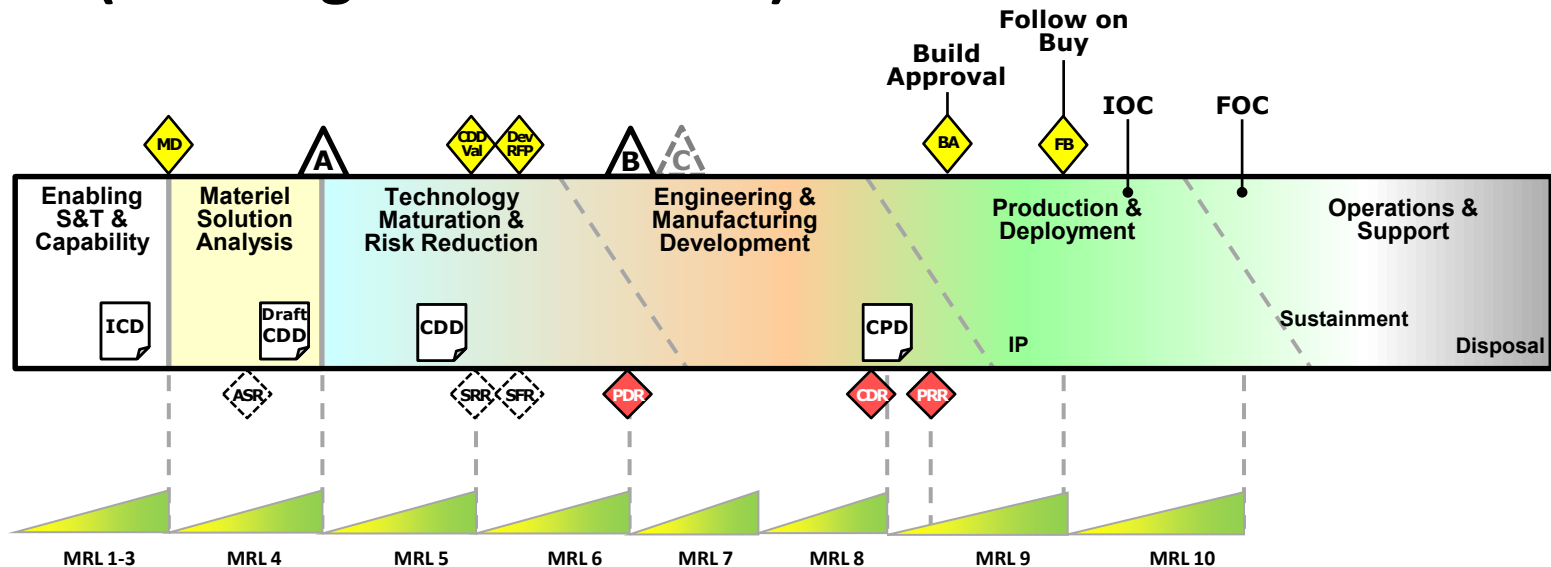 Follow on
Buy
Build
Approval
IOC
FOC
MD
A
CDD
Val
Dev
RFP
B
C
BA
FB
Enabling
S&T &
Capability
Materiel
Solution
Analysis
Technology
Maturation &
Risk Reduction
Engineering &
Manufacturing
Development
Production &
Deployment
Operations &
Support
ICD
Draft
CDD
CDD
CPD
IP
Sustainment
Disposal
ASR
SRR
SFR
PDR
CDR
PRR
MRL 1-3
MRL 4
MRL 5
MRL 6
MRL 7
MRL 8
MRL 9
MRL 10